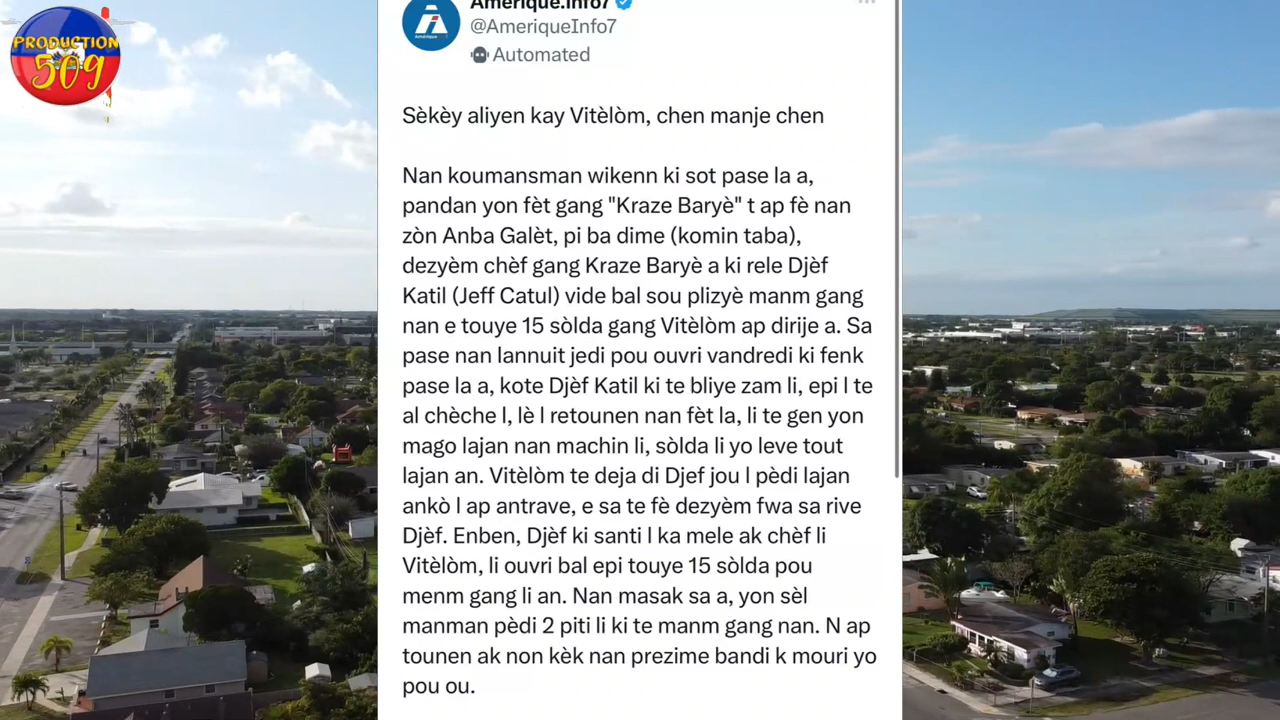 PRODUCTION
509
Amerique.Info7
@AmeriqueInfo7
Automated
Sèkèy aliyen kay Vitèlòm, chen manje chen
Nan koumansman wikenn ki sot pase la a,
pandan yon fèt gang "Kraze Baryè" t ap fè nan
zòn Anba Galèt, pi ba dime (komin taba),
dezyèm chèf gang Kraze Baryè a ki rele Djèf
Katil (Jeff Catul) vide bal sou plizyè manm gang
nan e touye 15 sòlda gang Vitèlòm ap dirije a. Sa
pase nan lannuit jedi pou ouvri vandredi ki fenk
pase la a, kote Djèf Katil ki te bliye zam li, epi l te
al chèche l, lè l retounen nan fèt la, li te gen yon
mago lajan nan machin li, sòlda li yo leve tout
lajan an. Vitèlòm te deja di Djef jou l pèdi lajan
ankò l ap antrave, e sa te fè dezyèm fwa sa rive
Djèf. Enben, Djèf ki santi l ka mele ak chèf li
Vitèlòm, li ouvri bal epi touye 15 sòlda pou
menm gang li an. Nan masak sa a, yon sèl
manman pèdi 2 piti li ki te manm gang nan. N ap
tounen ak non kèk nan prezime bandi k mouri yo
pou ou.